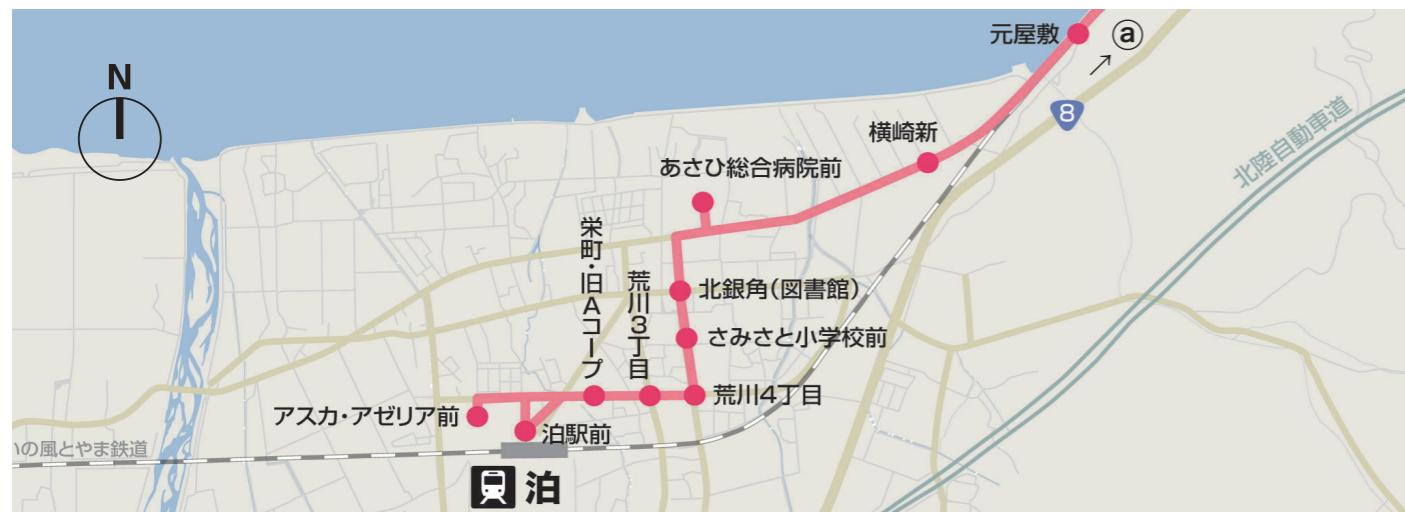 元屋敷
ⓐ
N
8
横崎新
北陸自動車道
あさひ総合病院前
栄町・旧Aコープ
荒川3丁目
北銀角(図書館)
さみさと小学校前
荒川4丁目
アスカ・アゼリア前
泊駅前
いの風とやま鉄道
泊